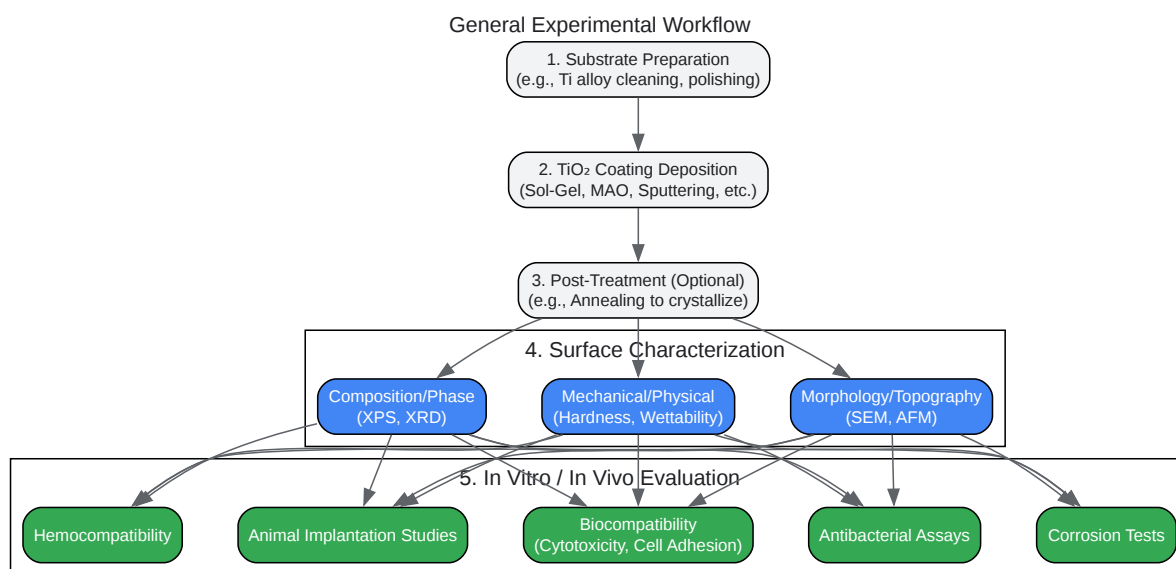 General Experimental Workflow
1. Substrate Preparation
(e.g., Ti alloy cleaning, polishing)
2. TiO₂ Coating Deposition
(Sol-Gel, MAO, Sputtering, etc.)
3. Post-Treatment (Optional)
(e.g., Annealing to crystallize)
4. Surface Characterization
Composition/Phase
(XPS, XRD)
Mechanical/Physical
(Hardness, Wettability)
Morphology/Topography
(SEM, AFM)
5. In Vitro / In Vivo Evaluation
Hemocompatibility
Animal Implantation Studies
Biocompatibility
(Cytotoxicity, Cell Adhesion)
Antibacterial Assays
Corrosion Tests